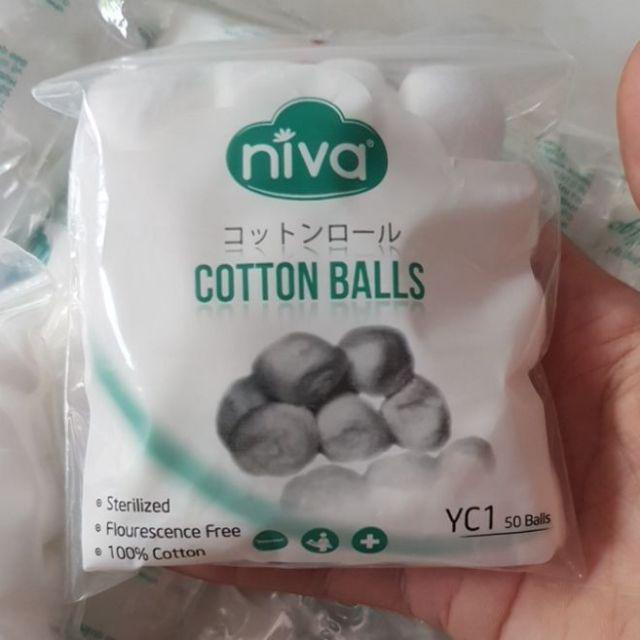 niva®
コットンロール
COTTON BALLS
Sterilized
Flourescence Free
100% Cotton
YC1 50 Balls